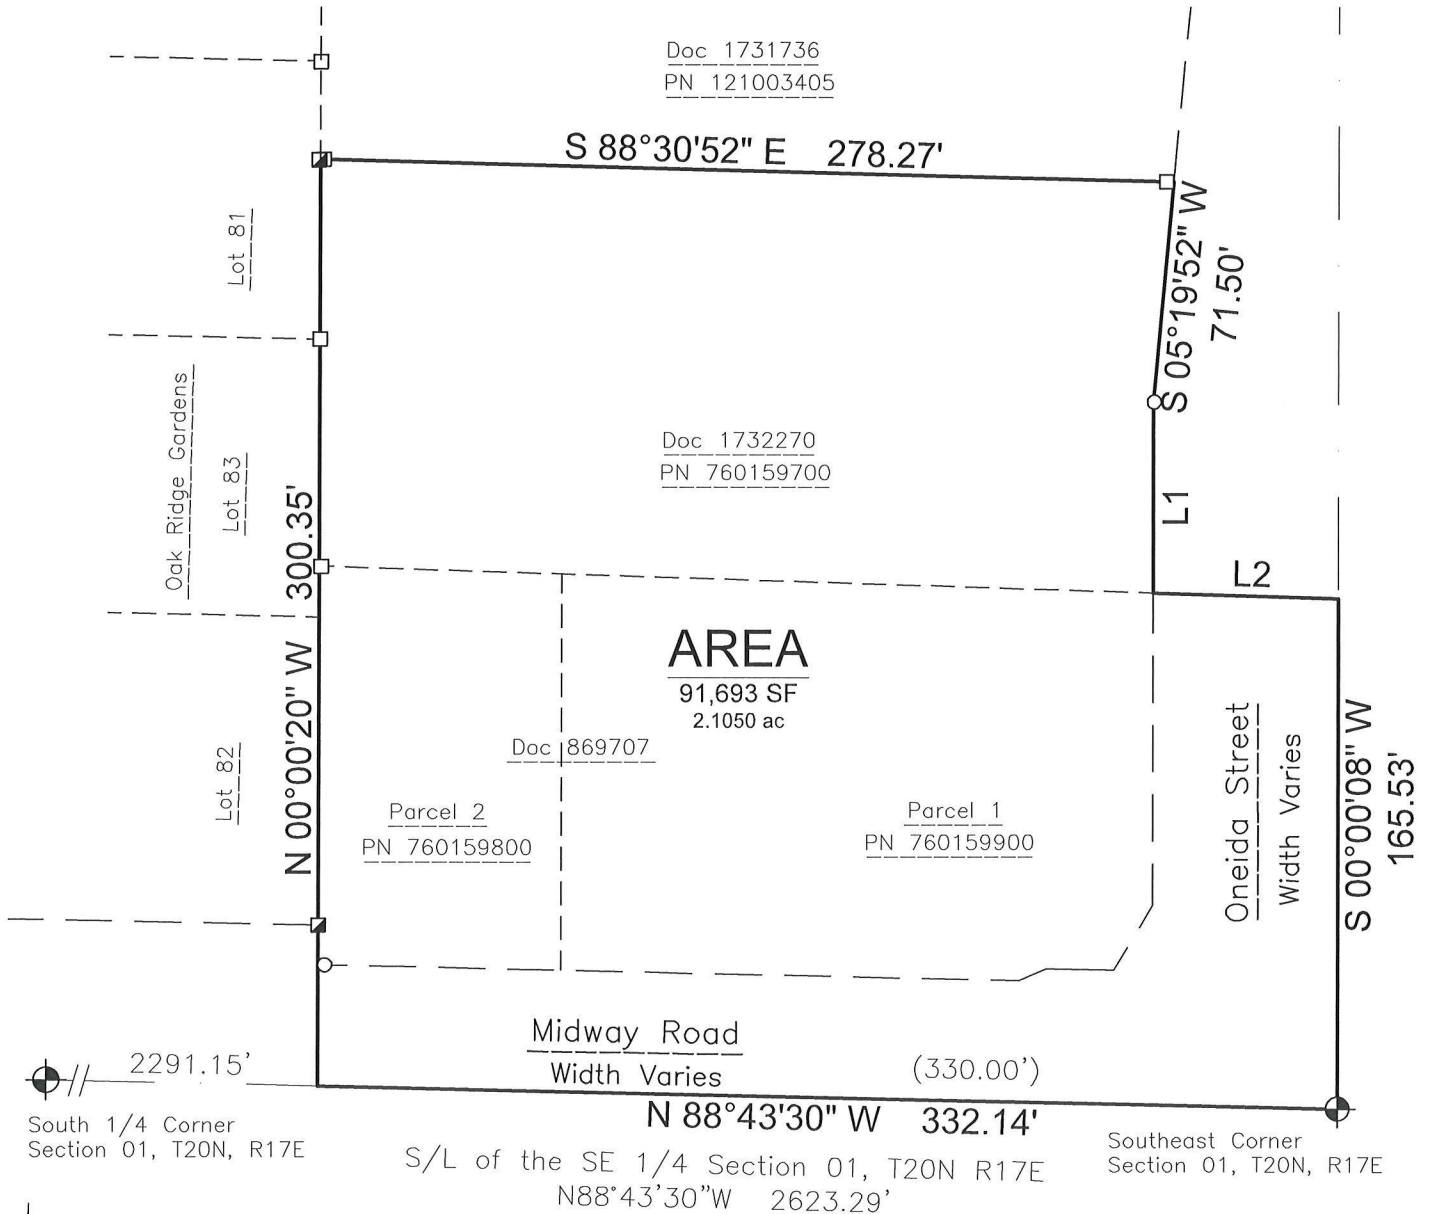 Doc 1731736
PN 121003405
S 88°30'52" E 278.27'
S 05°19'52" W
71.50'
Lot 81
Oak Ridge Gardens
Lot 83
N 00°00'20" W 300.35'
Doc 1732270
PN 760159700
L1
L2
AREA
91,693 SF
2.1050 ac
Doc 869707
Lot 82
Parcel 2
PN 760159800
Parcel 1
PN 760159900
Oneida Street
Width Varies
S 00°00'08" W
165.53'
Midway Road
Width Varies
(330.00')
2291.15'
N 88°43'30" W 332.14'
South 1/4 Corner
Section 01, T20N, R17E
S/L of the SE 1/4 Section 01, T20N R17E
N88°43'30"W 2623.29'
Southeast Corner
Section 01, T20N, R17E